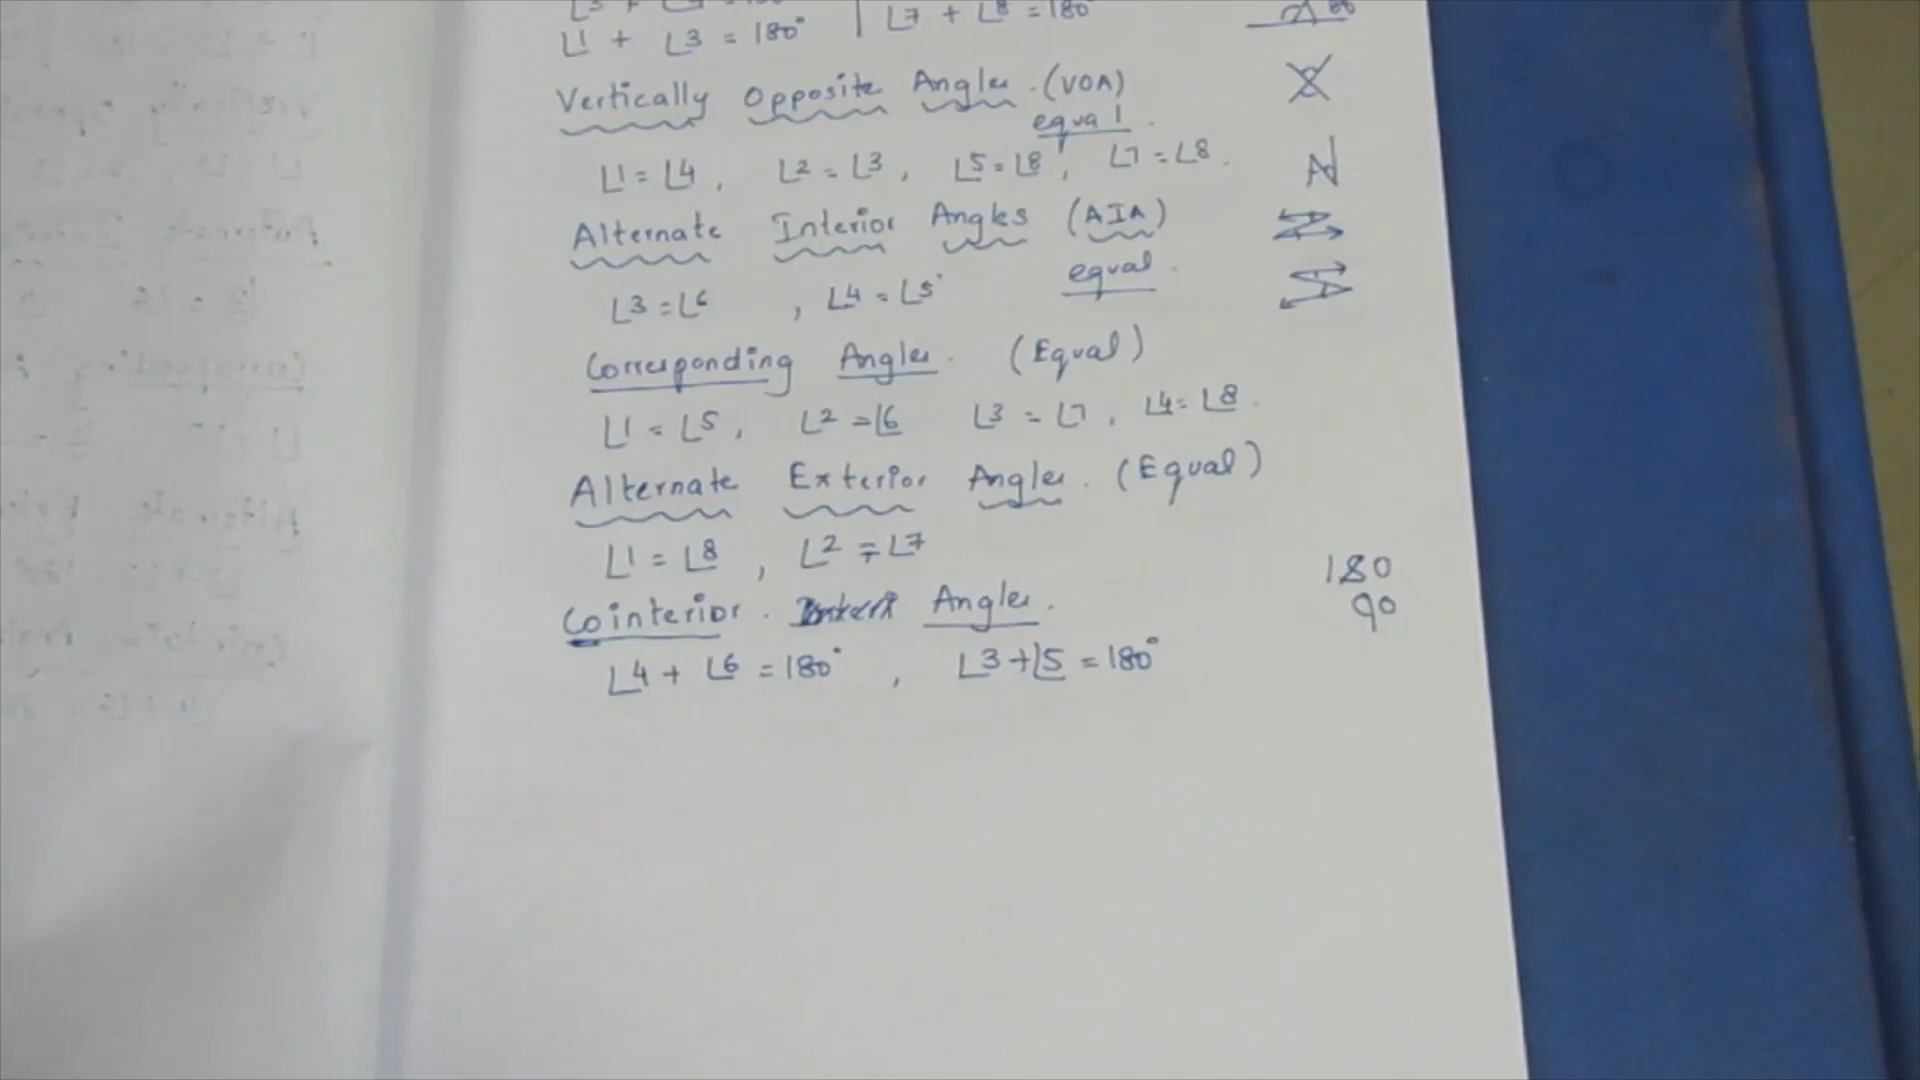 ∠1 + ∠3 = 180° | ∠7 + ∠8 = 180°
Vertically Opposite Angles. (VOA)
equal.
∠1 = ∠4, ∠2 = ∠3, ∠5 = ∠8, ∠7 = ∠8.
Alternate Interior Angles (AIA)
equal.
∠3 = ∠6, ∠4 = ∠5
Corresponding Angles. (Equal)
∠1 = ∠5, ∠2 = ∠6 ∠3 = ∠7, ∠4 = ∠8.
Alternate Exterior Angles. (Equal)
∠1 = ∠8, ∠2 = ∠7
180
90
Cointerior. Angles.
∠4 + ∠6 = 180°, ∠3 + ∠5 = 180°